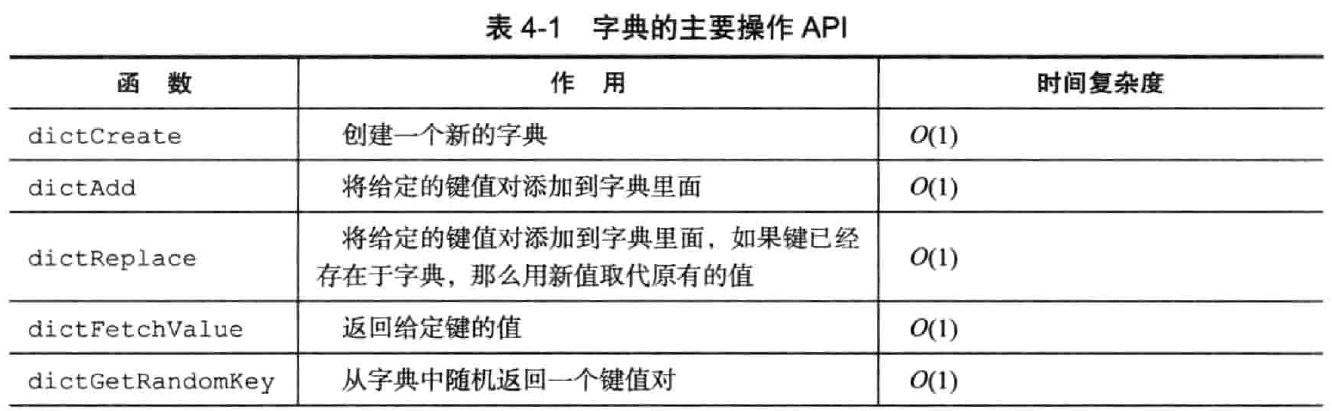 表 4-1 字典的主要操作 API
函 数 作 用 时间复杂度
dictCreate 创建一个新的字典 O(1)
dictAdd 将给定的键值对添加到字典里面 O(1)
dictReplace 将给定的键值对添加到字典里面，如果键已经 O(1)
存在于字典，那么用新值取代原有的值
dictFetchValue 返回给定键的值 O(1)
dictGetRandomKey 从字典中随机返回一个键值对 O(1)